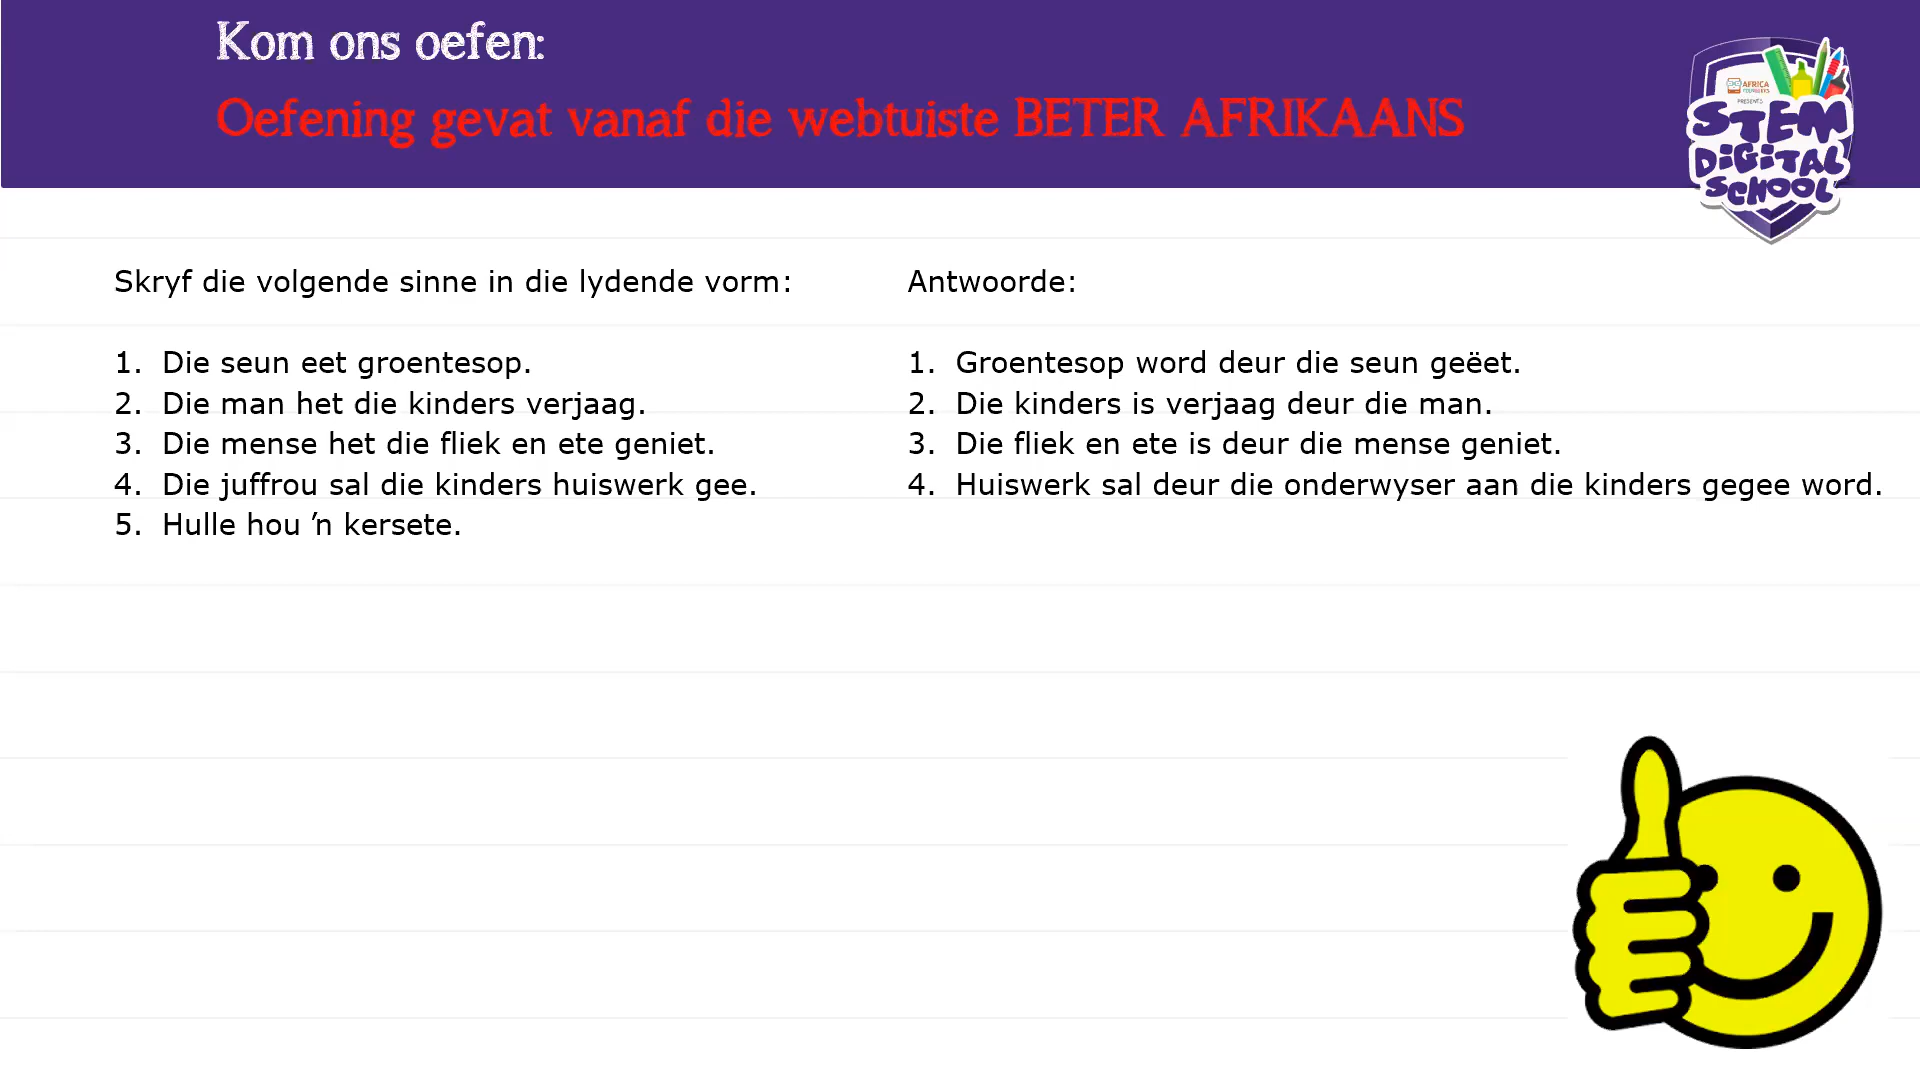 Kom ons oefen:
Oefening gevat vanaf die webtuiste BETER AFRIKAANS
AFRICA
PRESENTS
STEM
DIGITAL
SCHOOL
Skryf die volgende sinne in die lydende vorm:
1. Die seun eet groentesop.
2. Die man het die kinders verjaag.
3. Die mense het die fliek en ete geniet.
4. Die juffrou sal die kinders huiswerk gee.
5. Hulle hou ’n kersete.
Antwoorde:
1. Groentesop word deur die seun geëet.
2. Die kinders is verjaag deur die man.
3. Die fliek en ete is deur die mense geniet.
4. Huiswerk sal deur die onderwyser aan die kinders gegee word.